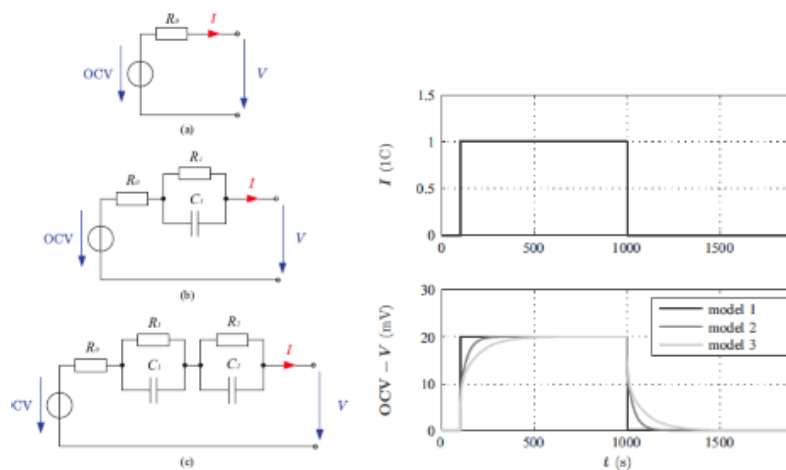 R₀
I
OCV
V
(a)
R₁
R₀
C₁
I
OCV
V
(b)
R₁
R₂
R₀
C₁
C₂
I
OCV
V
(c)
1.5
1
0.5
0
I (1C)
0
500
1000
1500
30
20
10
0
OCV − V (mV)
model 1
model 2
model 3
0
500
1000
1500
t (s)